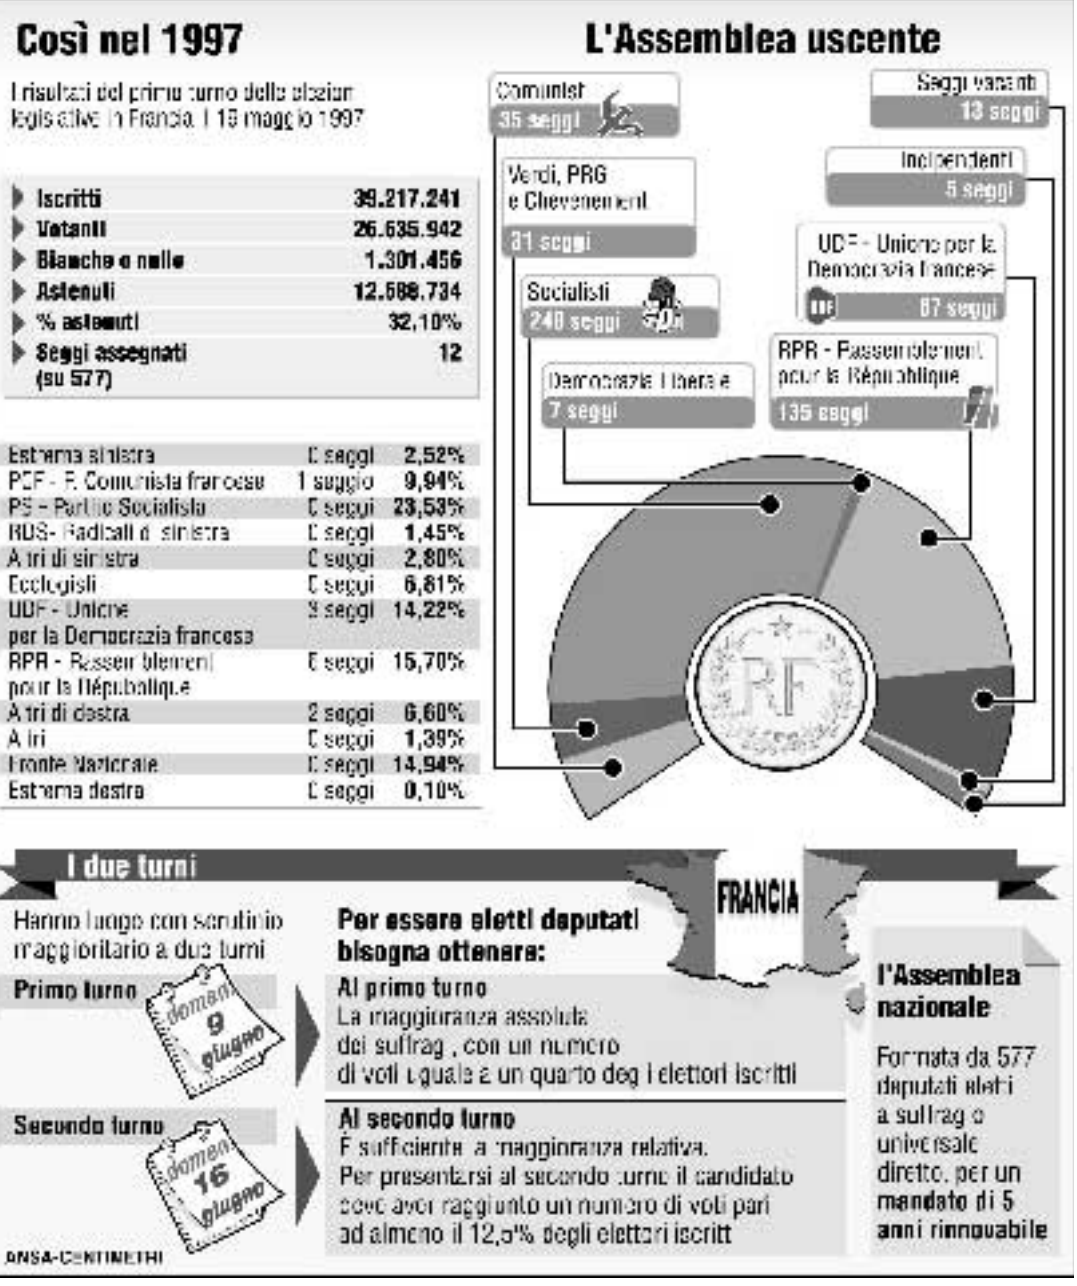 Così nel 1997
I risultati del primo turno delle elezioni
legislative in Francia il maggio 1997
Iscritti 39.217.241
Votanti 26.635.942
Bianche o nulle 1.301.456
Astenuti
% astenuti 32,10%
Seggi assegnati 12
(su 577)
Estrema sinistra 0 seggi 2,52%
PCF - P. Comunista francese 1 seggio 9,94%
PS - Partito Socialista 0 seggi 23,53%
RDS- Radicali di sinistra 0 seggi 1,45%
Altri di sinistra 0 seggi 2,80%
Ecologisti 0 seggi 6,81%
UDF - Unione 3 seggi 14,22%
per la Democrazia francese
RPR - Rassemblement seggi 15,70%
pour la République
Altri di destra 2 seggi 6,60%
Altri 0 seggi 1,39%
Fronte Nazionale 0 seggi 14,94%
Estrema destra 0 seggi 0,10%
L'Assemblea uscente
Comunisti
35 seggi
Verdi, PRG
e Chevenement
31 seggi
Socialisti
seggi
Democrazia Liberale
7 seggi
Seggi vacanti
13 seggi
Indipendenti
5 seggi
UDF - Unione per la
Democrazia francese
UDF
67 seggi
RPR - Rassemblement
pour la République
135 seggi
RF
I due turni
FRANCIA
Hanno luogo con scrutinio
maggioritario a due turni
Primo turno
9
giugno
Secondo turno
16
giugno
Per essere eletti deputati
bisogna ottenere:
Al primo turno
La maggioranza assoluta
dei suffragi, con un numero
di voti uguale a un quarto degli elettori iscritti
Al secondo turno
È sufficiente la maggioranza relativa.
Per presentarsi al secondo turno il candidato
deve aver raggiunto un numero di voti pari
ad almeno il 12,5% degli elettori iscritti
l'Assemblea
nazionale
Formata da 577
deputati eletti
a suffragio
universale
diretto, per un
mandato di 5
anni rinnovabile
ANSA-CENTIMETRI